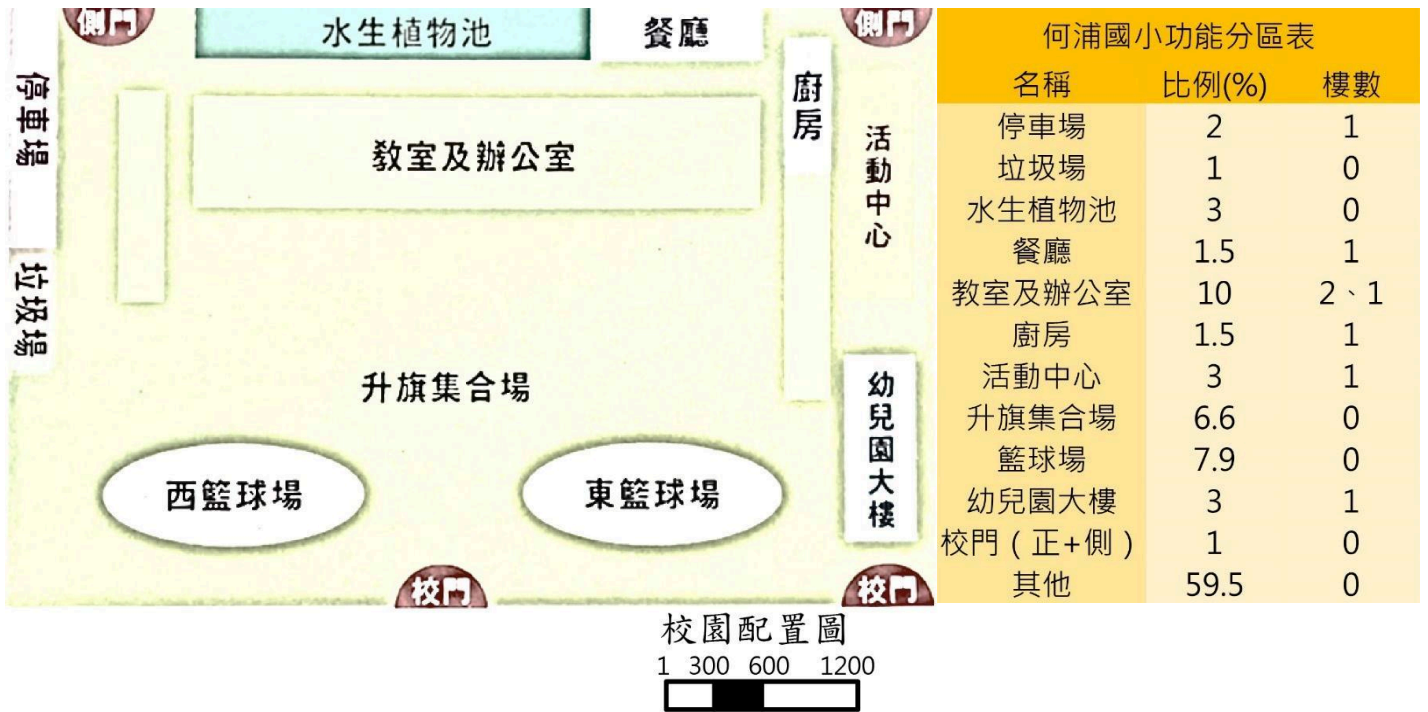 側門
水生植物池
餐廳
側門
停車場
廚房
教室及辦公室
活動中心
垃圾場
升旗集合場
幼兒園大樓
西籃球場
東籃球場
校門
校門
校園配置圖
1 300 600 1200
何浦國小功能分區表
名稱 比例(%) 樓數
停車場 2 1
垃圾場 1 0
水生植物池 3 0
餐廳 1.5 1
教室及辦公室 10 2、1
廚房 1.5 1
活動中心 3 1
升旗集合場 6.6 0
籃球場 7.9 0
幼兒園大樓 3 1
校門（正+側） 1 0
其他 59.5 0